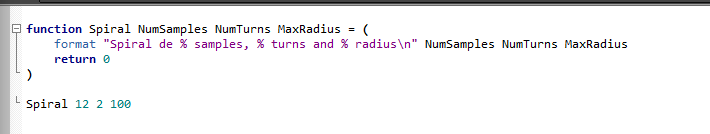 function Spiral NumSamples NumTurns MaxRadius = (
format "Spiral de % samples, % turns and % radius\n" NumSamples NumTurns MaxRadius
return 0
)
Spiral 12 2 100